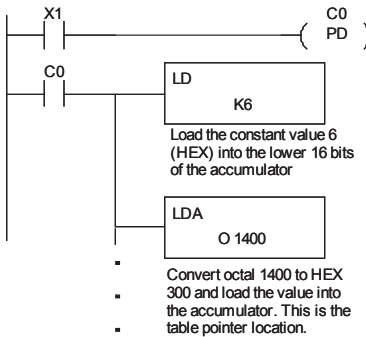 X1
C0
PD
C0
LD
K6
Load the constant value 6
(HEX) into the lower 16 bits
of the accumulator
LDA
O 1400
Convert octal 1400 to HEX
300 and load the value into
the accumulator. This is the
table pointer location.